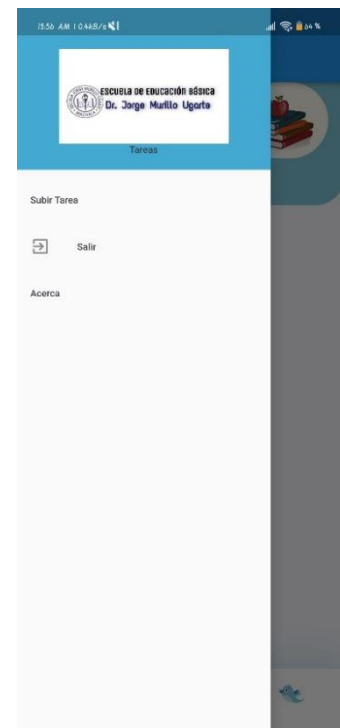 ESCUELA DE EDUCACIÓN BÁSICA
Dr. Jorge Murillo Ugarte
Tareas
Subir Tarea
Salir
Acerca